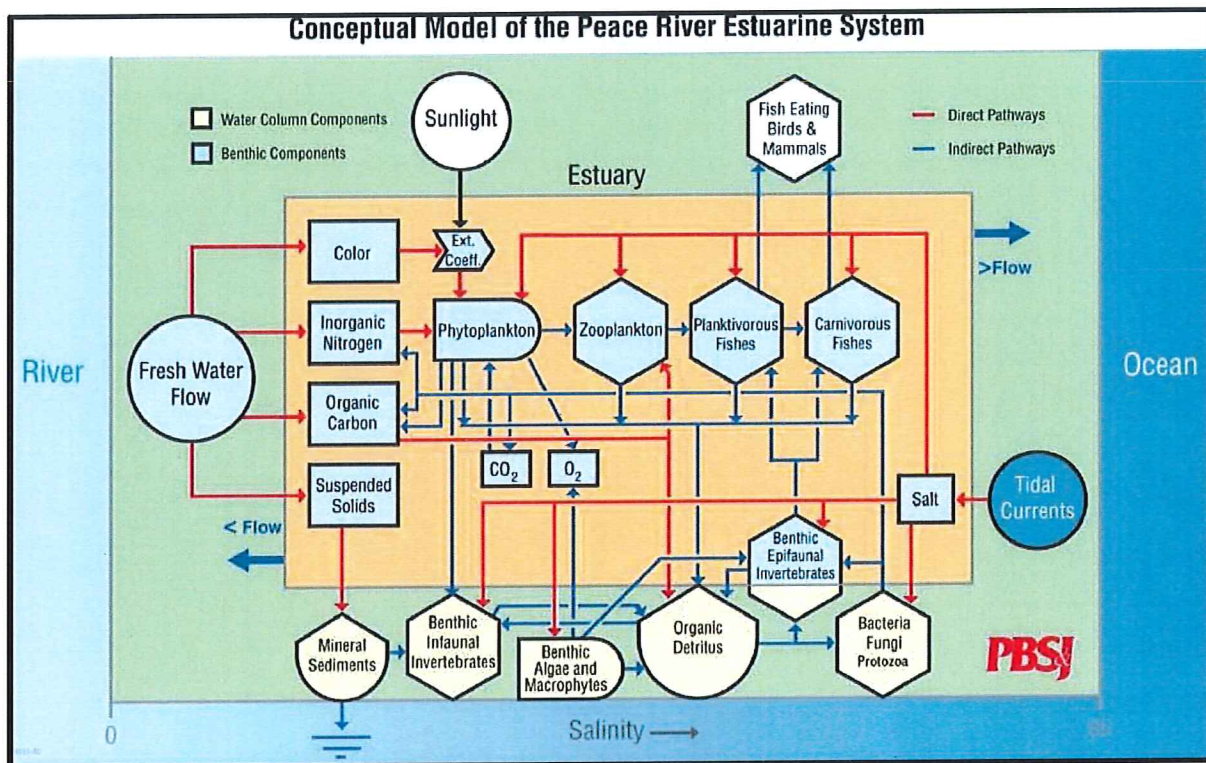 Conceptual Model of the Peace River Estuarine System
Water Column Components
Benthic Components
Sunlight
Fish Eating
Birds &
Mammals
Direct Pathways
Indirect Pathways
Estuary
Color
Ext.
Coeff.
>Flow
Inorganic
Nitrogen
Phytoplankton
Zooplankton
Planktivorous
Fishes
Carnivorous
Fishes
River
Fresh Water
Flow
Ocean
Organic
Carbon
CO2
O2
Suspended
Solids
Salt
Tidal
Currents
< Flow
Benthic
Epifaunal
Invertebrates
Mineral
Sediments
Benthic
Infaunal
Invertebrates
Benthic
Algae and
Macrophytes
Organic
Detritus
Bacteria
Fungi
Protozoa
PBSJ
0
Salinity